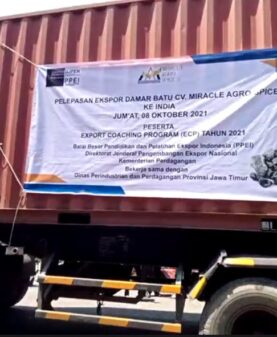 PPEI
PELEPASAN EKSPOR DAMAR BATU CV. MIRACLE AGRO SPICE
KE INDIA
JUM'AT, 08 OKTOBER 2021
PESERTA
EXPORT COACHING PROGRAM (ECP) TAHUN 2021
Balai Besar Pendidikan dan Pelatihan Ekspor Indonesia (PPEI)
Direktorat Jenderal Pengembangan Ekspor Nasional
Kementerian Perdagangan
Bekerja sama dengan
Dinas Perindustrian dan Perdagangan Provinsi Jawa Timur